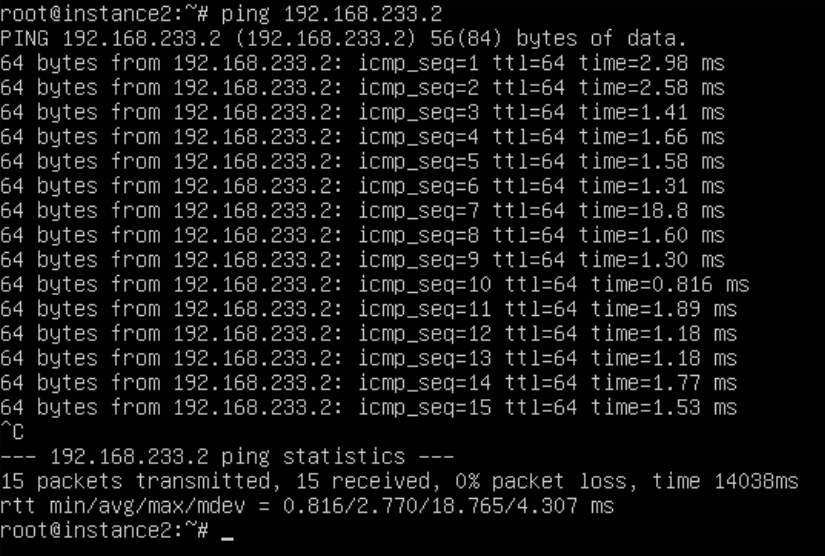 root@instance2:~# ping 192.168.233.2
PING 192.168.233.2 (192.168.233.2) 56(84) bytes of data.
64 bytes from 192.168.233.2: icmp_seq=1 ttl=64 time=2.98 ms
64 bytes from 192.168.233.2: icmp_seq=2 ttl=64 time=2.58 ms
64 bytes from 192.168.233.2: icmp_seq=3 ttl=64 time=1.41 ms
64 bytes from 192.168.233.2: icmp_seq=4 ttl=64 time=1.66 ms
64 bytes from 192.168.233.2: icmp_seq=5 ttl=64 time=1.58 ms
64 bytes from 192.168.233.2: icmp_seq=6 ttl=64 time=1.31 ms
64 bytes from 192.168.233.2: icmp_seq=7 ttl=64 time=18.8 ms
64 bytes from 192.168.233.2: icmp_seq=8 ttl=64 time=1.60 ms
64 bytes from 192.168.233.2: icmp_seq=9 ttl=64 time=1.30 ms
64 bytes from 192.168.233.2: icmp_seq=10 ttl=64 time=0.816 ms
64 bytes from 192.168.233.2: icmp_seq=11 ttl=64 time=1.89 ms
64 bytes from 192.168.233.2: icmp_seq=12 ttl=64 time=1.18 ms
64 bytes from 192.168.233.2: icmp_seq=13 ttl=64 time=1.18 ms
64 bytes from 192.168.233.2: icmp_seq=14 ttl=64 time=1.77 ms
64 bytes from 192.168.233.2: icmp_seq=15 ttl=64 time=1.53 ms
^C
--- 192.168.233.2 ping statistics ---
15 packets transmitted, 15 received, 0% packet loss, time 14038ms
rtt min/avg/max/mdev = 0.816/2.770/18.765/4.307 ms
root@instance2:~# _